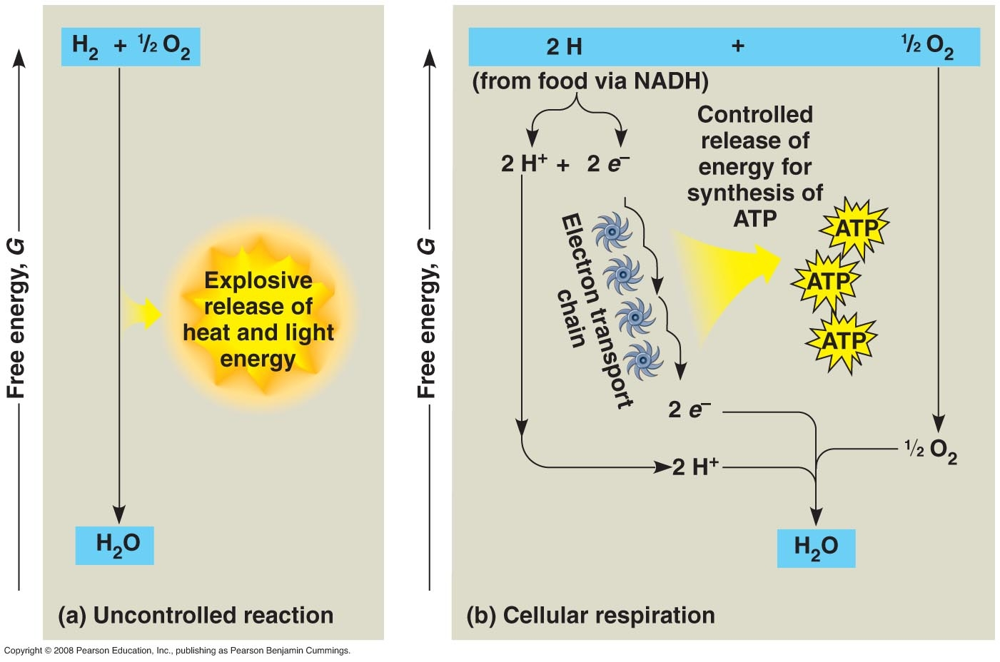 H₂ + ½ O₂
Free energy, G
Explosive
release of
heat and light
energy
H₂O
(a) Uncontrolled reaction
2 H + ½ O₂
(from food via NADH)
2 H⁺ + 2 e⁻
Controlled
release of
energy for
synthesis of
ATP
Free energy, G
Electron transport
chain
ATP
ATP
ATP
2 e⁻
½ O₂
2 H⁺
H₂O
(b) Cellular respiration
Copyright © 2008 Pearson Education, Inc., publishing as Pearson Benjamin Cummings.